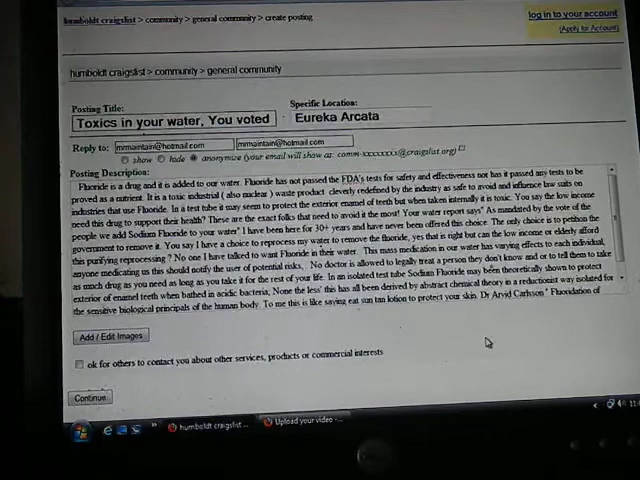 humboldt craigslist > community > general community > create posting
log in to your account
(Apply for Account)
humboldt craigslist > community > general community
Posting Title:
Specific Location:
Toxics in your water, You voted
Eureka Arcata
Reply to: mrmaintain@hotmail.com mrmaintain@hotmail.com
show hide anonymize (your email will show as: comm-xxxxxxxx@craigslist.org)
Posting Description:
Fluoride is a drug and it is added to our water. Fluoride has not passed the FDA's tests for safety and effectiveness not has it passed any tests to be
proved as a nutrient. It is a toxic industrial ( also nuclear ) waste product cleverly redefined by the industry as safe to avoid and influence law suits on
industries that use Fluoride. In a test tube it may seem to protect the exterior enamel of teeth but when taken internally it is toxic. You say the low income
need this drug to support their health? These are the exact folks that need to avoid it the most! Your water report says" As mandated by the vote of the
people we add Sodium Fluoride to your water" I have been here for 30+ years and have never been offered this choice. The only choice is to petition the
government to remove it. You say I have a choice to reprocess my water to remove the fluoride, yes that is right but can the low income or elderly afford
this purifying reprocessing ? No one I have talked to want Fluoride in their water. This mass medication in our water has varying effects to each individual,
anyone medicating us this should notify the user of potential risks, . No doctor is allowed to legally treat a person they don't know and or to tell them to take
as much drug as you need as long as you take it for the rest of your life. In an isolated test tube Sodium Fluoride may been theoretically shown to protect
exterior of enamel teeth when bathed in acidic bacteria; None the less' this has all been derived by abstract chemical theory in a reductionist way isolated for
the sensitive biological principals of the human body. To me this is like saying eat sun tan lotion to protect your skin. Dr Arvid Carlsson" Fluoridation of
Add / Edit Images
ok for others to contact you about other services, products or commercial interests
Continue
humboldt craigslist ...
Upload your video - ...